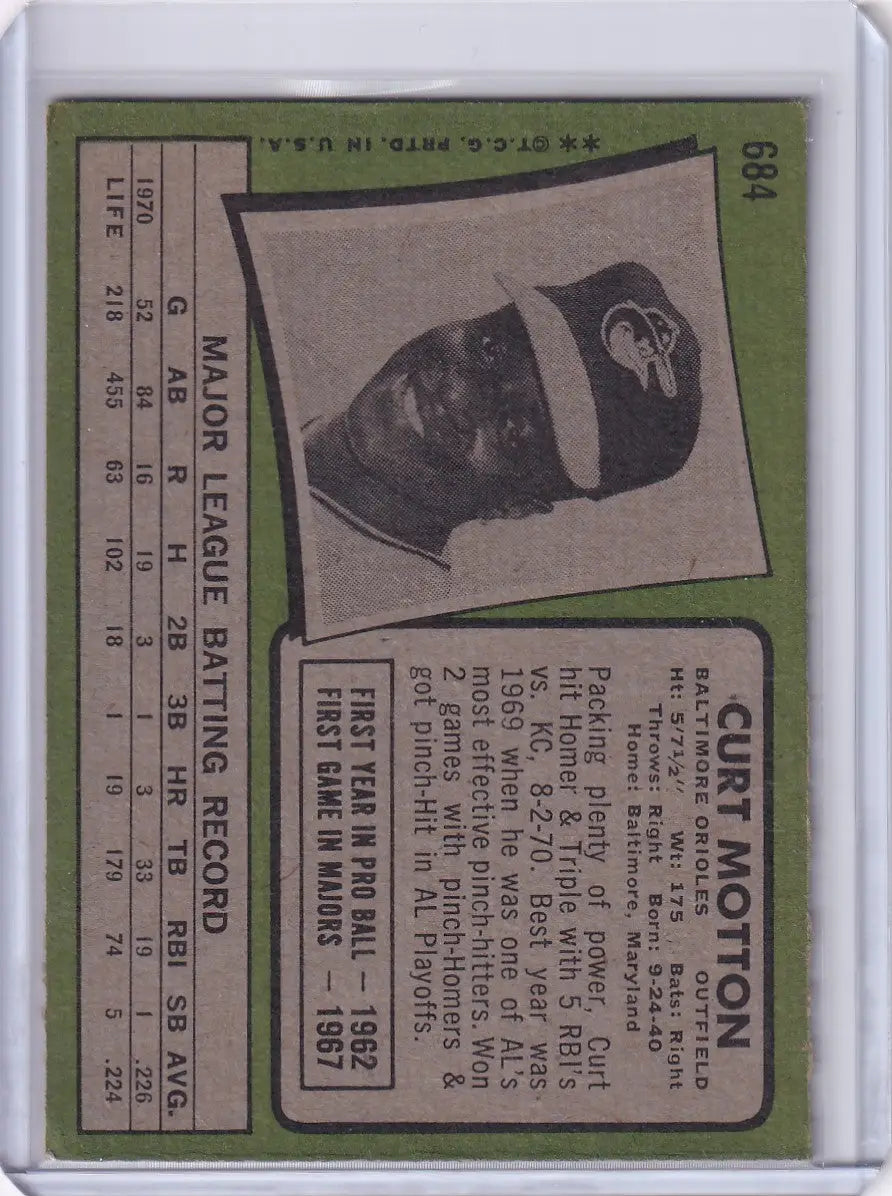 684
**©T.C.G. PRTD. IN U.S.A.
CURT MOTTON
BALTIMORE ORIOLES OUTFIELD
Ht: 5'7½" Wt: 175 Bats: Right
Throws: Right Born: 9-24-40
Home: Baltimore, Maryland
Packing plenty of power, Curt
hit Homer & Triple with 5 RBI's
vs. KC, 8-2-70. Best year was
1969 when he was one of AL's
most effective pinch-hitters. Won
2 games with pinch-Homers &
got pinch-Hit in AL Playoffs.
FIRST YEAR IN PRO BALL — 1962
FIRST GAME IN MAJORS — 1967
MAJOR LEAGUE BATTING RECORD
G AB R H 2B 3B HR TB RBI SB AVG.
1970 52 84 16 19 3 1 3 33 19 1 .226
LIFE 218 455 63 102 18 1 19 179 74 5 .224